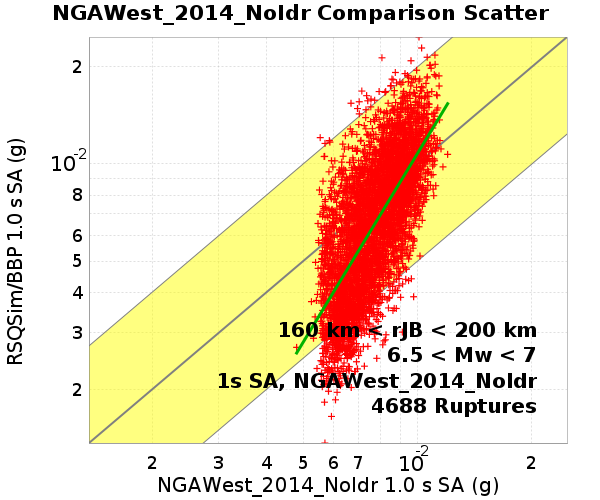 NGAWest_2014_NoIdr Comparison Scatter
RSQSim/BBP 1.0 s SA (g)
2
10-2
8
6
5
4
3
2
160 km < rJB < 200 km
6.5 < Mw < 7
1s SA, NGAWest_2014_NoIdr
4688 Ruptures
2 3 4 5 6 7 10-2 2
NGAWest_2014_NoIdr 1.0 s SA (g)